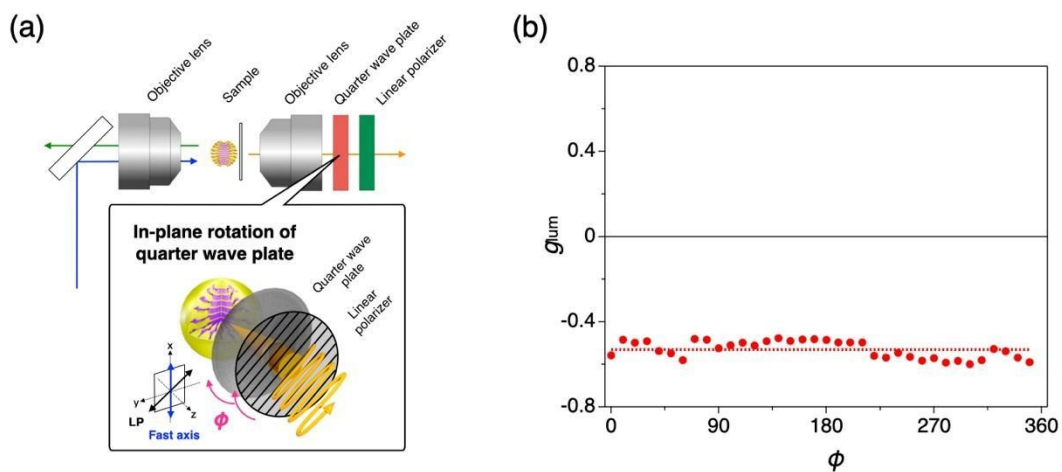 (a)
Objective lens
Sample
Objective lens
Quarter wave plate
Linear polarizer
In-plane rotation of
quarter wave plate
Quarter wave
plate
Linear
polarizer
x
y
z
LP
Fast axis
ϕ
(b)
glum
0.8
0.4
0
-0.4
-0.8
0
90
180
270
360
ϕ